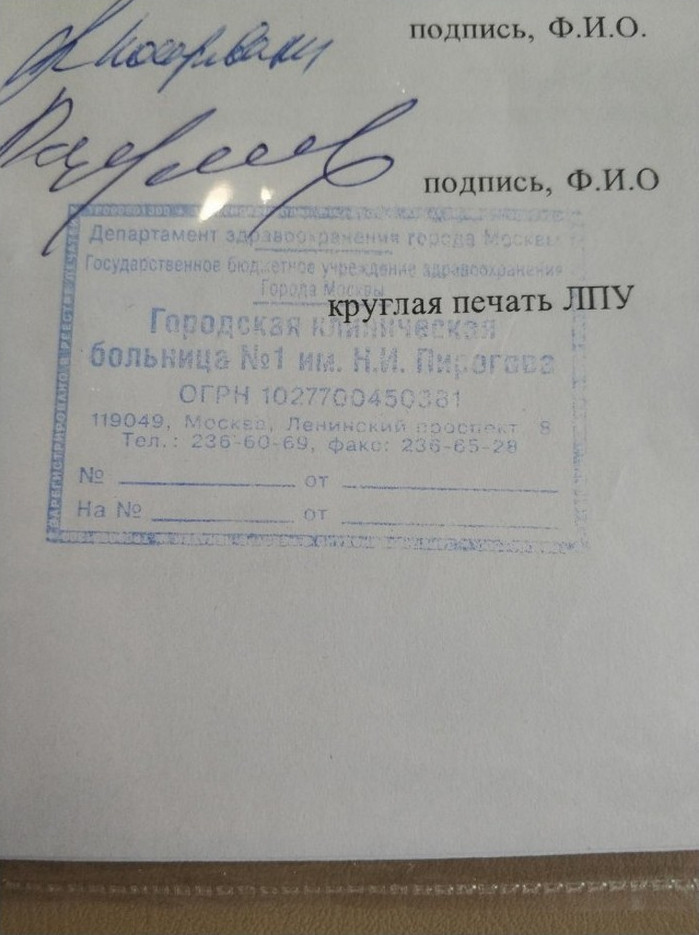 подпись, Ф.И.О.
подпись, Ф.И.О
Департамент здравоохранения города Москвы
Государственное бюджетное учреждение здравоохранения
Города Москвы
круглая печать ЛПУ
Городская клиническая
больница №1 им. Н.И. Пирогова
ОГРН 1027700450381
119049, Москва, Ленинский проспект 8
Тел.: 236-60-69, факс: 236-65-28
№ от
На № от